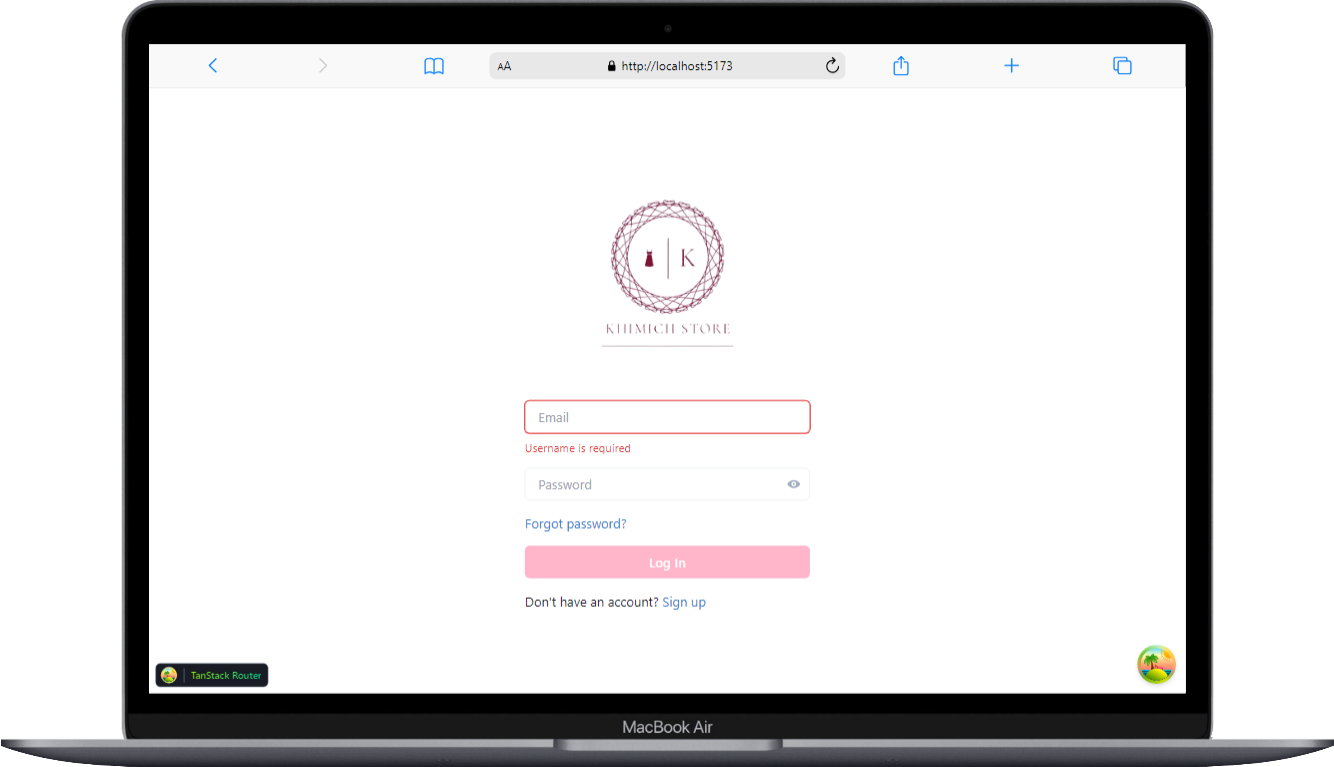 AA
http://localhost:5173
K
KHIMICH STORE
Email
Username is required
Password
Forgot password?
Log In
Don't have an account? Sign up
TanStack Router
MacBook Air